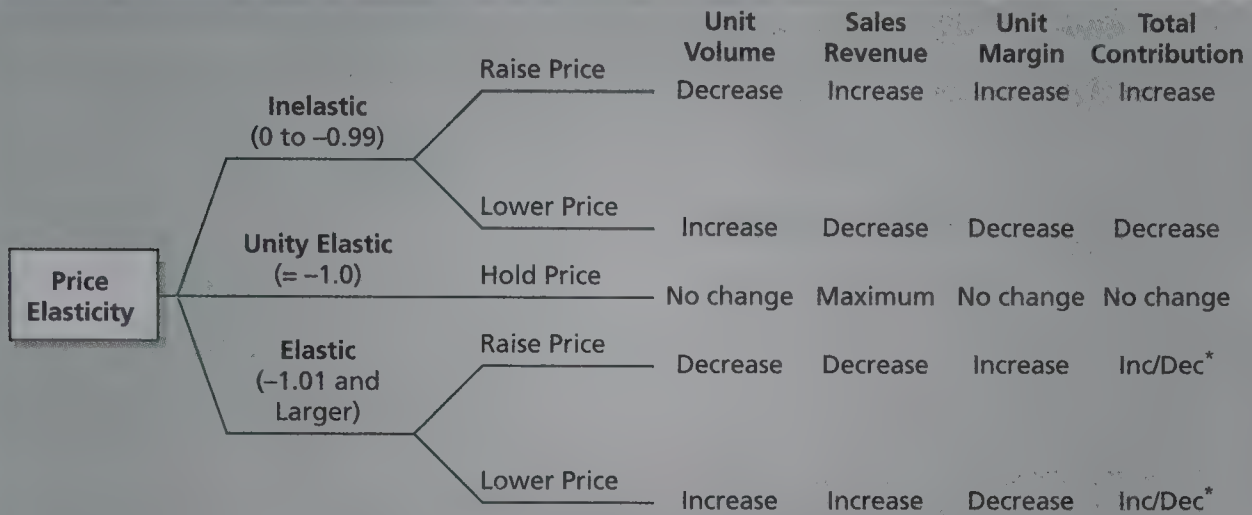 Unit Sales Unit Total
Volume Revenue Margin Contribution
Raise Price
Decrease Increase Increase Increase
Inelastic
(0 to –0.99)
Lower Price
Increase Decrease Decrease Decrease
Unity Elastic
(= –1.0)
Hold Price
No change Maximum No change No change
Price
Elasticity
Elastic
(–1.01 and
Larger)
Raise Price
Decrease Decrease Increase Inc/Dec*
Lower Price
Increase Increase Decrease Inc/Dec*